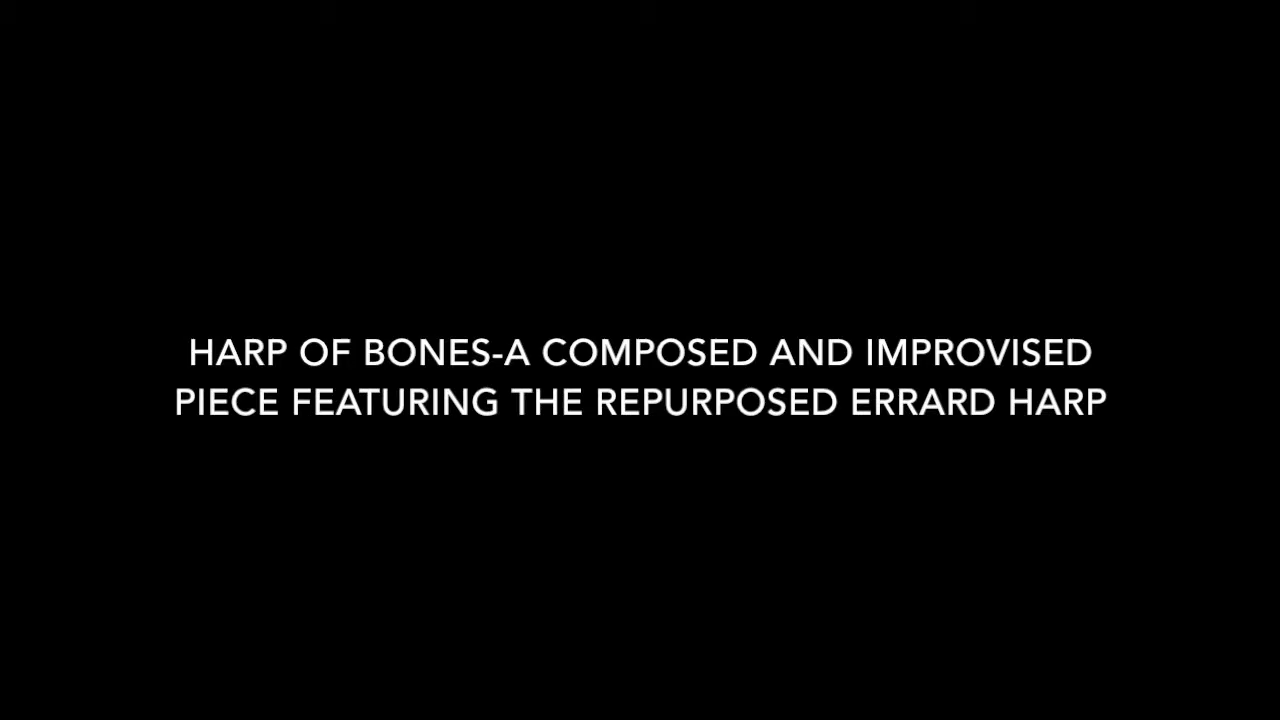 HARP OF BONES-A COMPOSED AND IMPROVISED
PIECE FEATURING THE REPURPOSED ERRARD HARP